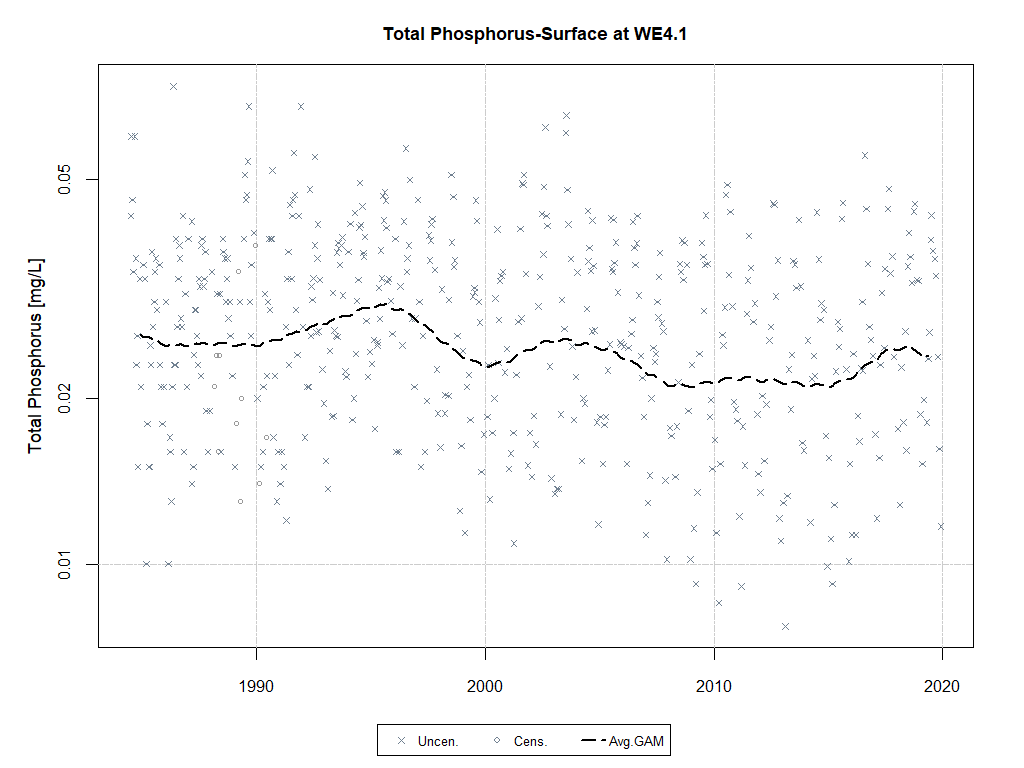 Total Phosphorus-Surface at WE4.1
Total Phosphorus [mg/L]
0.05
0.02
0.01
1990 2000 2010 2020
Uncen. Cens. Avg.GAM